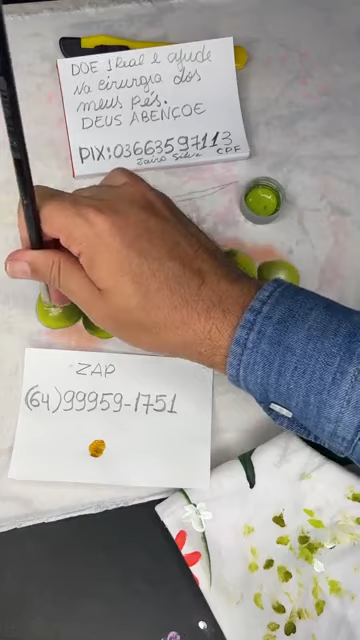 DOE 1 Real e ajude
na cirurgia dos
meus pés.
DEUS ABENÇOE
PIX:03663597113
Jairo Silva CPF
ZAP
(64)99959-1751